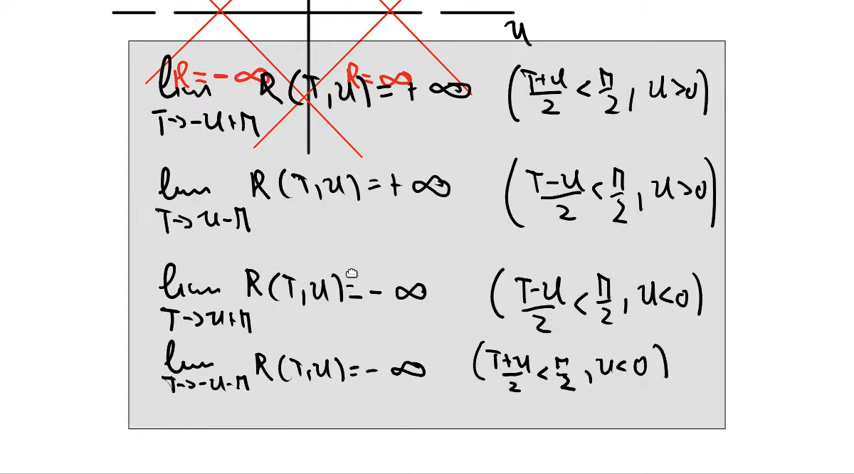 u
R = - ∞ R = ∞
lim R(T,u) = + ∞ (T+u/2 < π/2, u>0)
T→-u+π
lim R(T,u) = + ∞ (T-u/2 < π/2, u>0)
T→u-π
lim R(T,u) = - ∞ (T-u/2 < π/2, u<0)
T→u+π
lim R(T,u) = - ∞ (T+u/2 < π/2, u<0)
T→-u-π